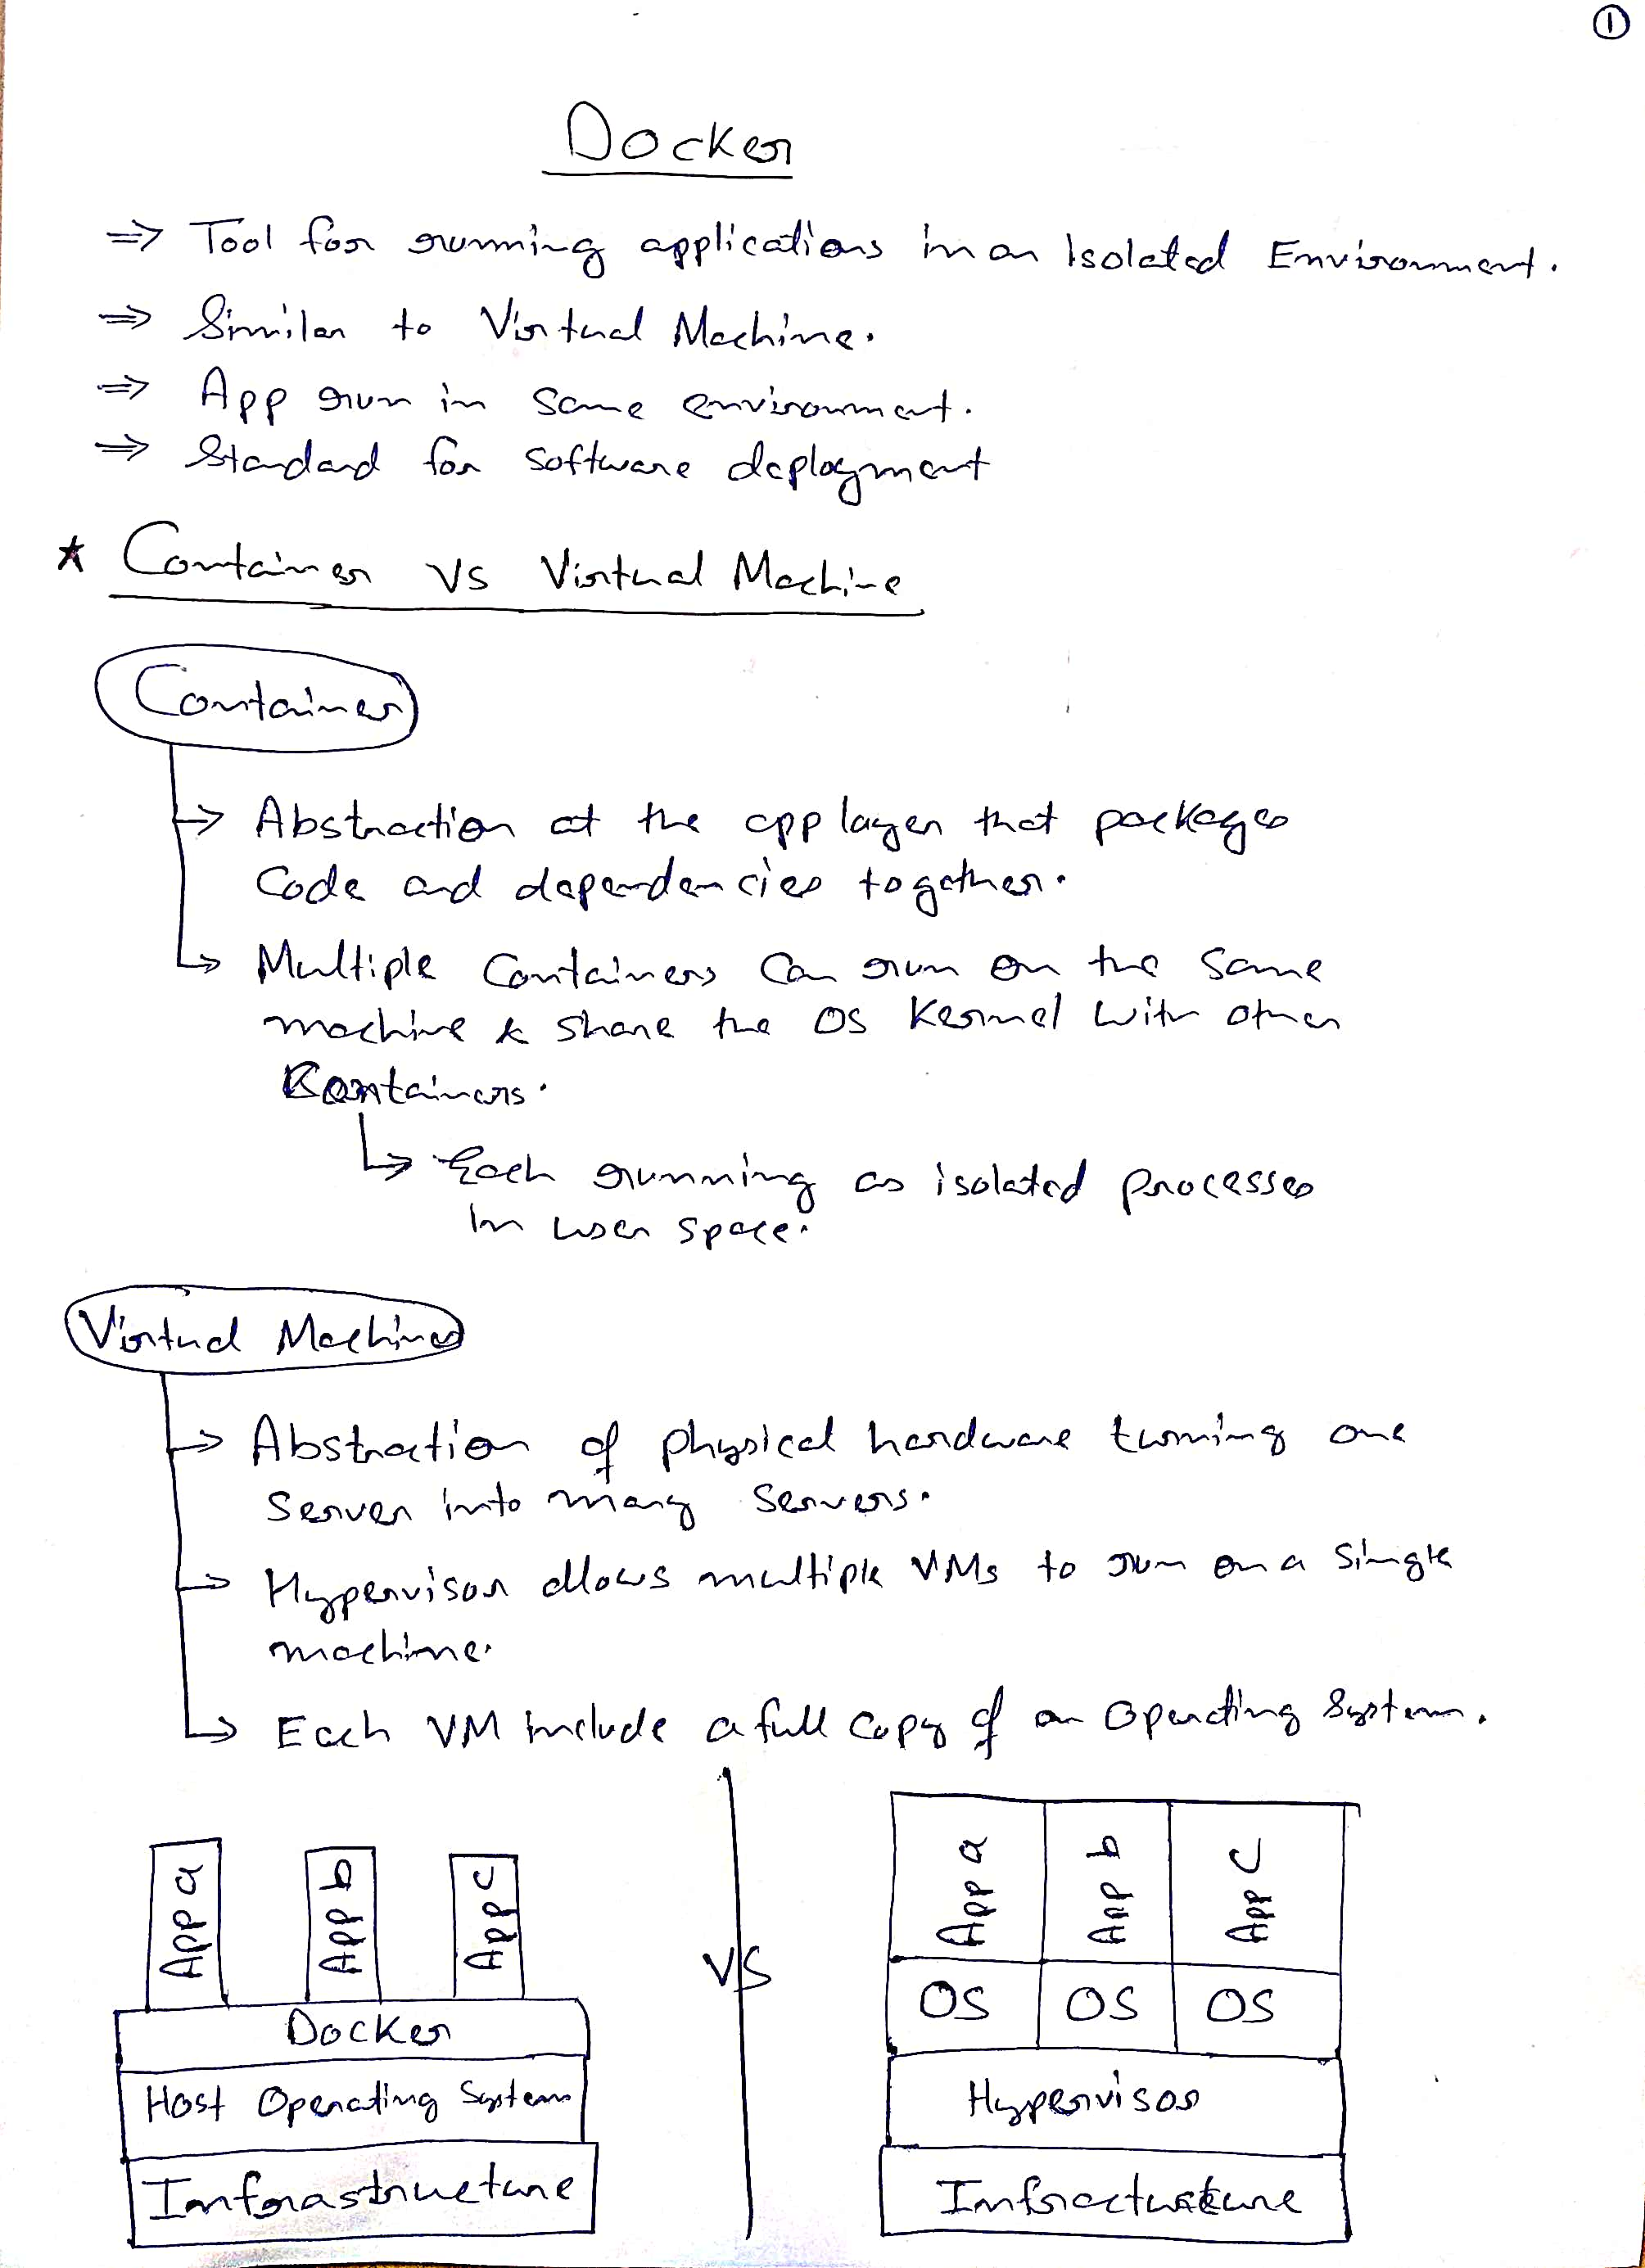 ①
Docker
⇒ Tool for running applications in an Isolated Environment.
⇒ Similar to Virtual Machine.
⇒ App run in same environment.
⇒ Standard for software deployment
★ Container vs Virtual Machine
Container
→ Abstraction at the app layer that packages
Code and dependencies together.
↳ Multiple Containers Can run on the same
machine & share the OS Kernel with other
Containers.
↳ Each running as isolated processes
In user space.
Virtual Machines
→ Abstraction of physical hardware turning one
Server into many servers.
→ Hypervisor allows multiple VMs to run on a single
machine.
↳ Each VM include a full copy of an Operating System.
App a App b App c
Docker
Host Operating System
Infrastructure
VS
App a App b App C
OS OS OS
Hypervisor